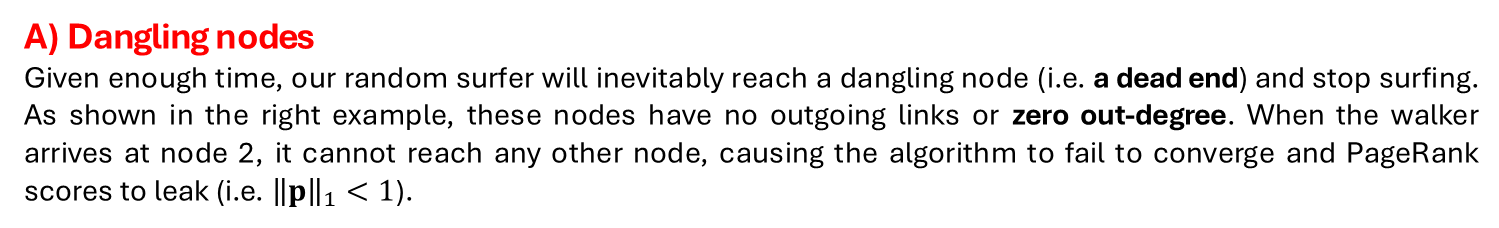 A) Dangling nodes
Given enough time, our random surfer will inevitably reach a dangling node (i.e. a dead end) and stop surfing.
As shown in the right example, these nodes have no outgoing links or zero out-degree. When the walker
arrives at node 2, it cannot reach any other node, causing the algorithm to fail to converge and PageRank
scores to leak (i.e. ‖𝐩‖₁ < 1).